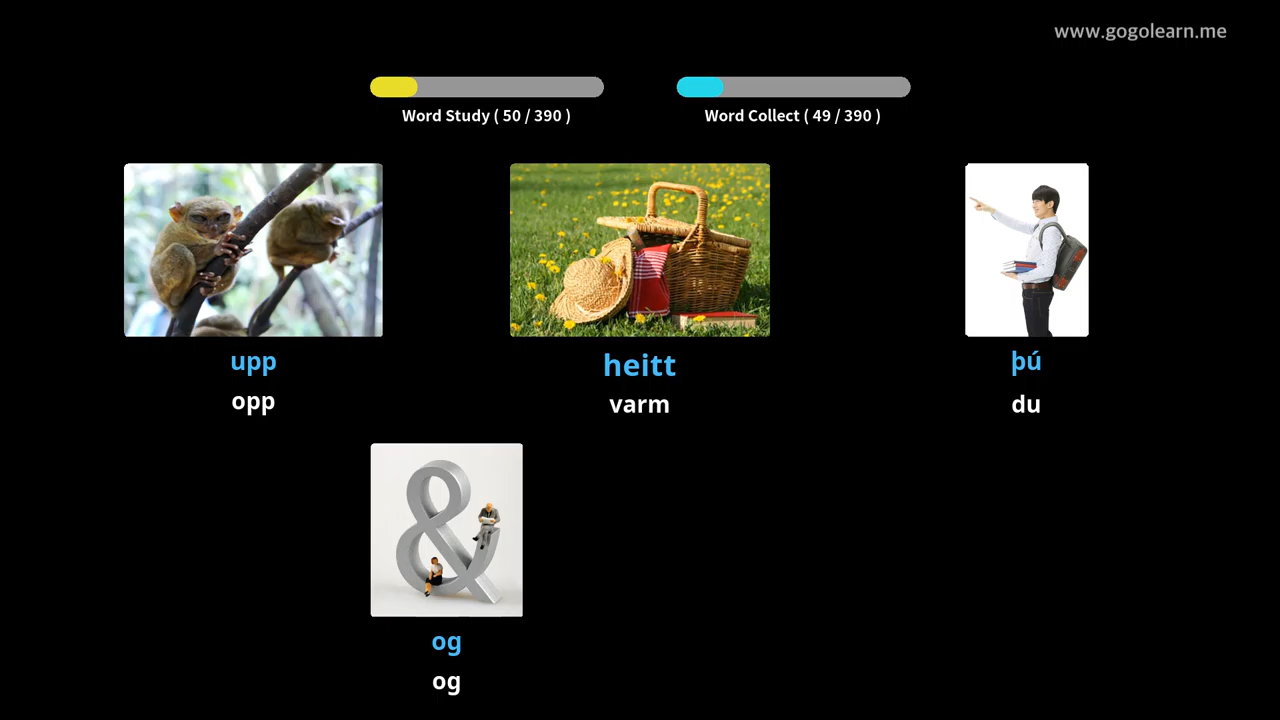 www.gogolearn.me
Word Study ( 50 / 390 )
Word Collect ( 49 / 390 )
upp
opp
heitt
varm
þú
du
og
og